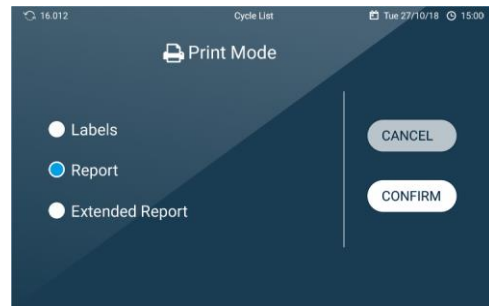 16.012 Cycle List Tue 27/10/18 15:00
Print Mode
Labels
Report
Extended Report
CANCEL
CONFIRM